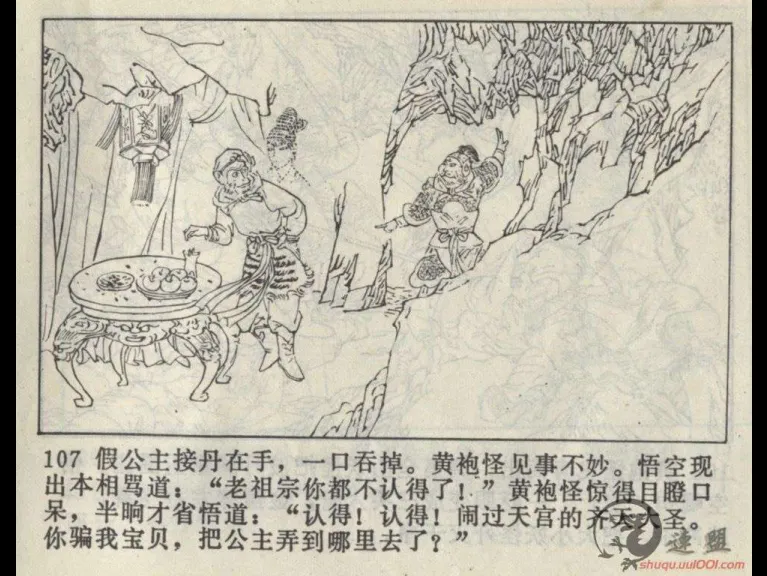 107 假公主接丹在手，一口吞掉。黄袍怪见事不妙。悟空现
出本相骂道：“老祖宗你都不认得了！”黄袍怪惊得目瞪口
呆，半晌才省悟道：“认得！认得！闹过天宫的齐天大圣。
你骗我宝贝，把公主弄到哪里去了？”
连盟
shuqu.uu1001.com